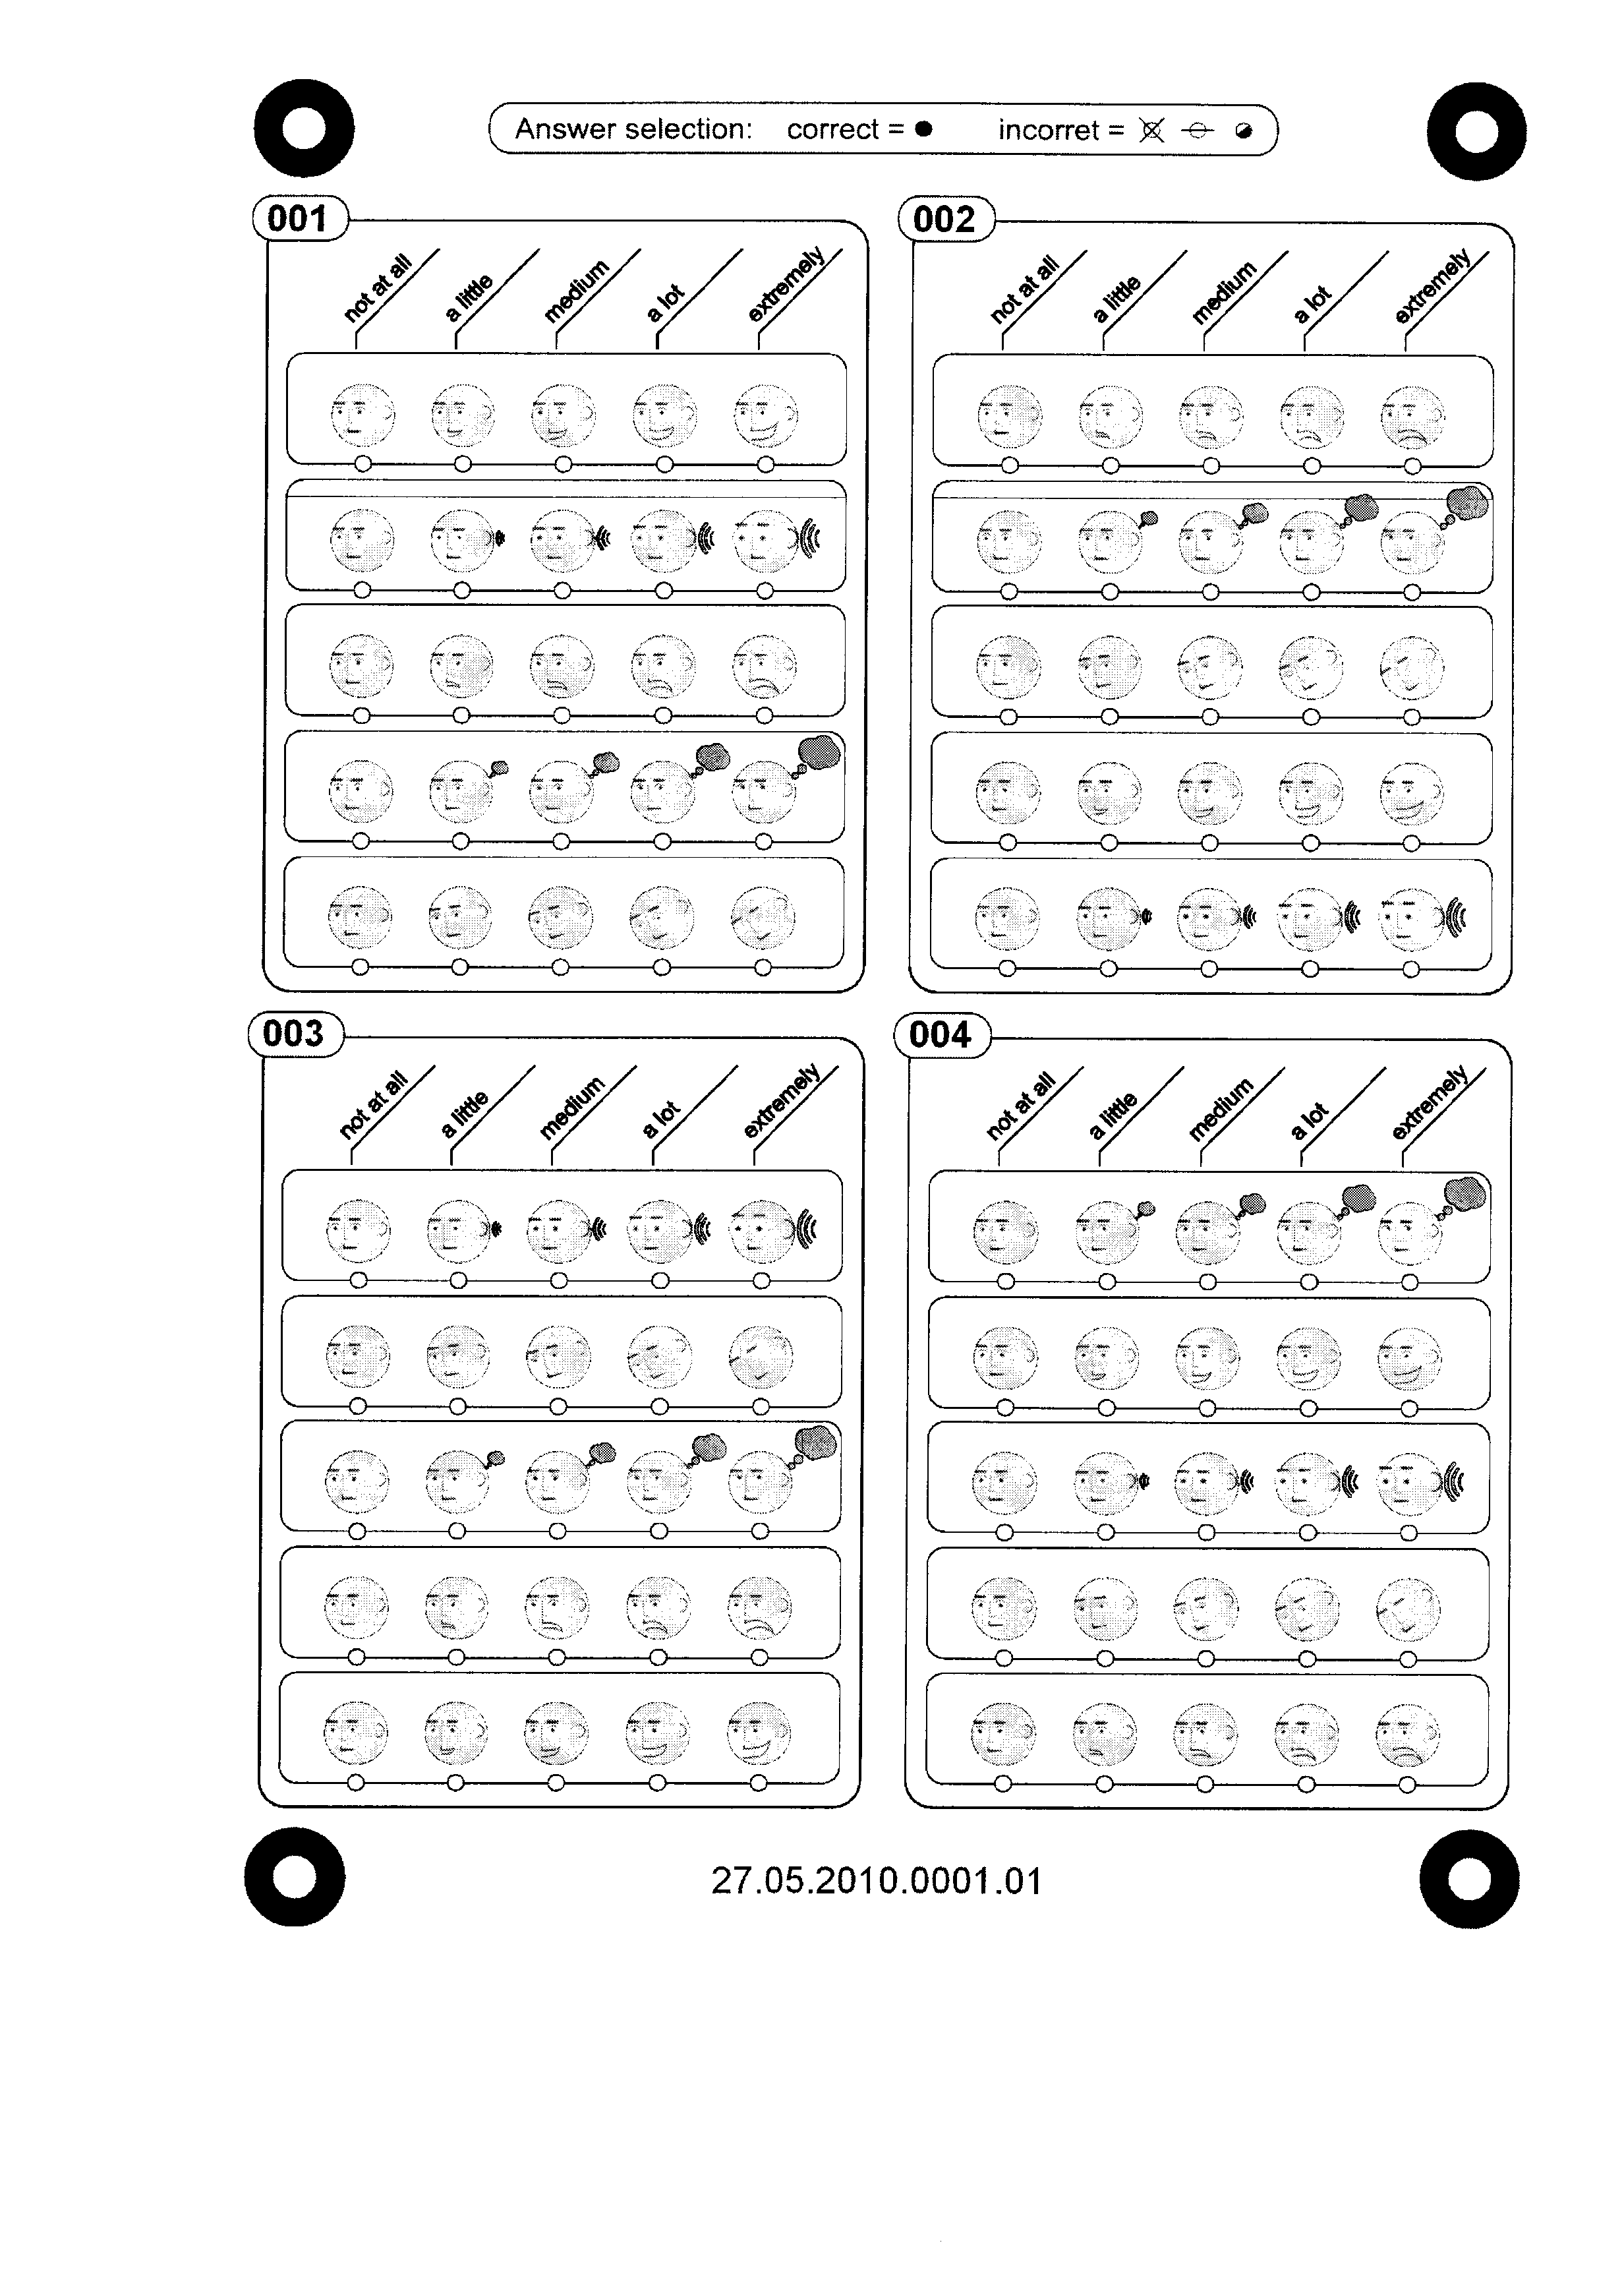 Answer selection: correct = incorret =
001
not at all a little medium a lot extremely
002
not at all a little medium a lot extremely
003
not at all a little medium a lot extremely
004
not at all a little medium a lot extremely
27.05.2010.0001.01